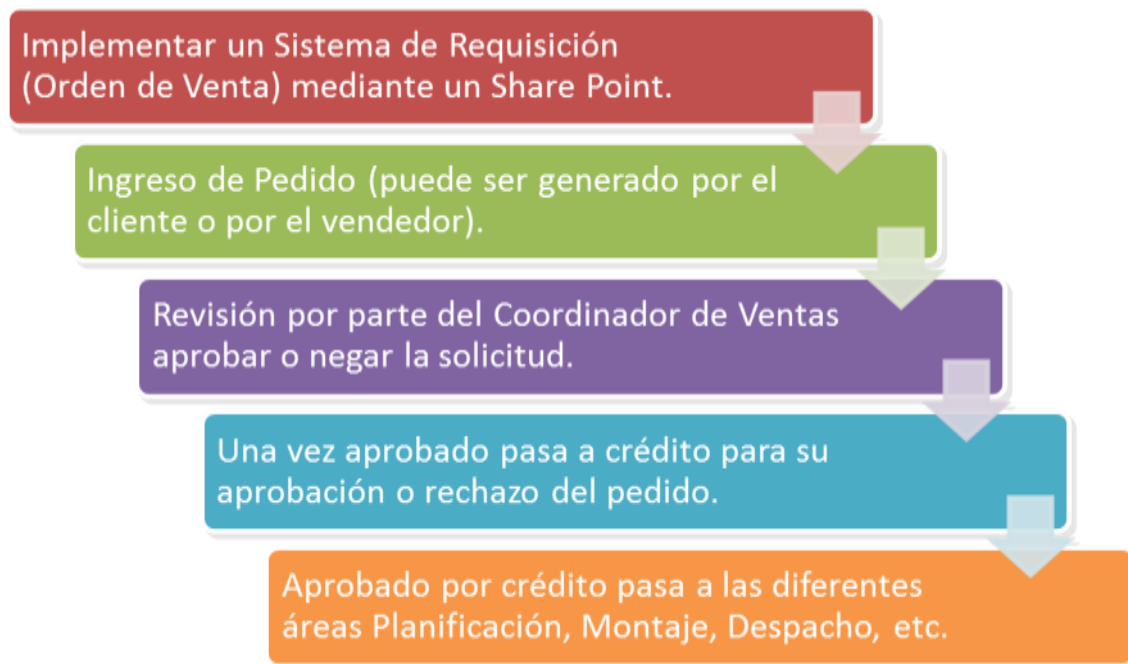 Implementar un Sistema de Requisición
(Orden de Venta) mediante un Share Point.
Ingreso de Pedido (puede ser generado por el
cliente o por el vendedor).
Revisión por parte del Coordinador de Ventas
aprobar o negar la solicitud.
Una vez aprobado pasa a crédito para su
aprobación o rechazo del pedido.
Aprobado por crédito pasa a las diferentes
áreas Planificación, Montaje, Despacho, etc.